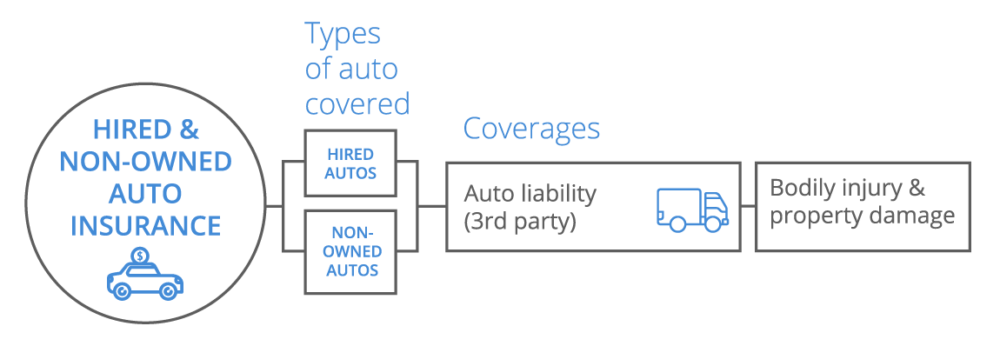 HIRED &
NON-OWNED
AUTO
INSURANCE
$
Types
of auto
covered
HIRED
AUTOS
NON-
OWNED
AUTOS
Coverages
Auto liability
(3rd party)
Bodily injury &
property damage